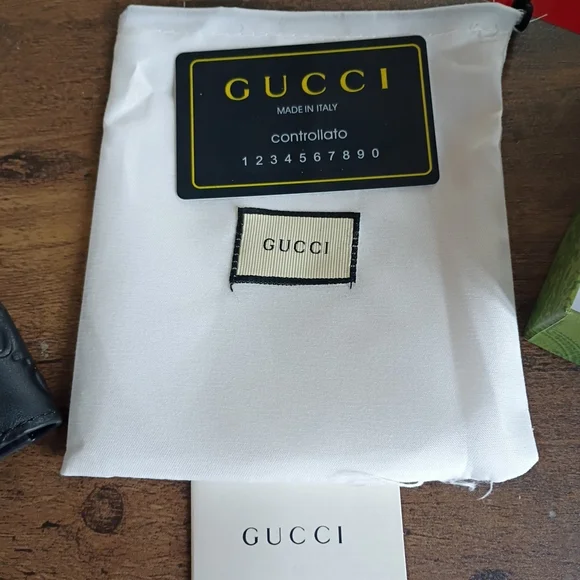 GUCCI
MADE IN ITALY
controllato
1 2 3 4 5 6 7 8 9 0
GUCCI
GUCCI